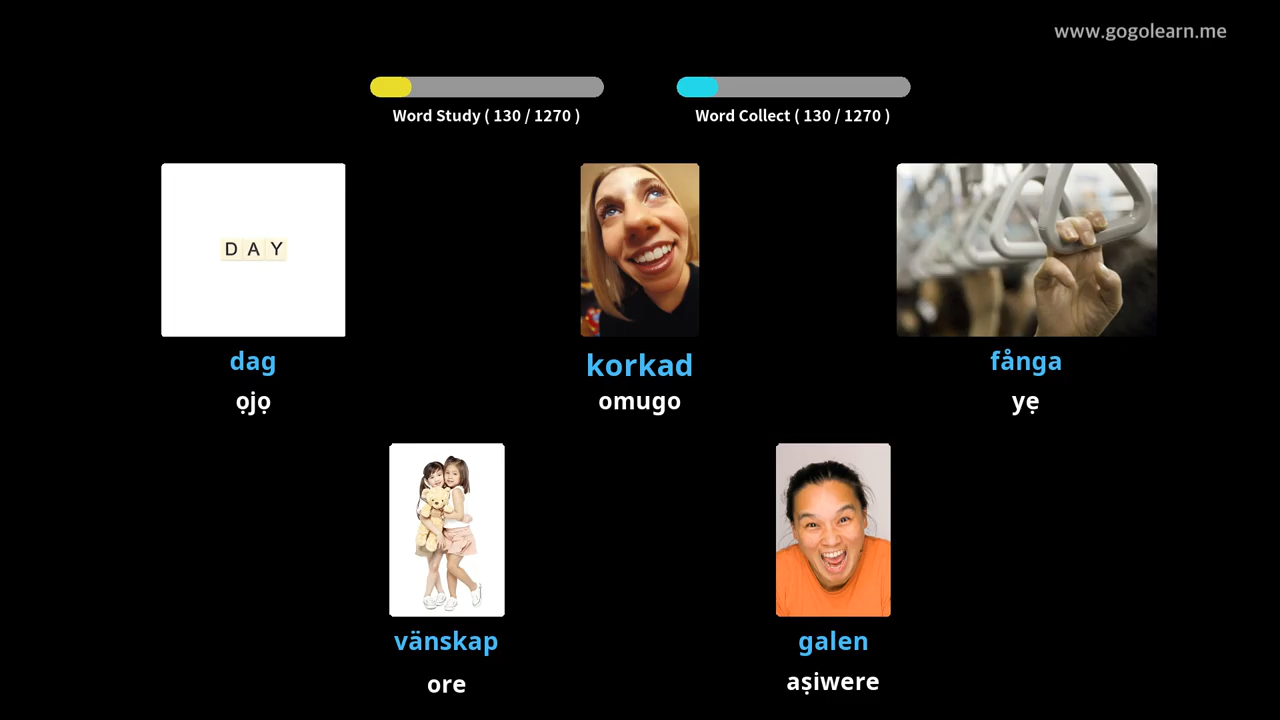 www.gogolearn.me
Word Study ( 130 / 1270 )
Word Collect ( 130 / 1270 )
D A Y
dag
ọjọ
korkad
omugo
fånga
yẹ
vänskap
ore
galen
aṣiwere